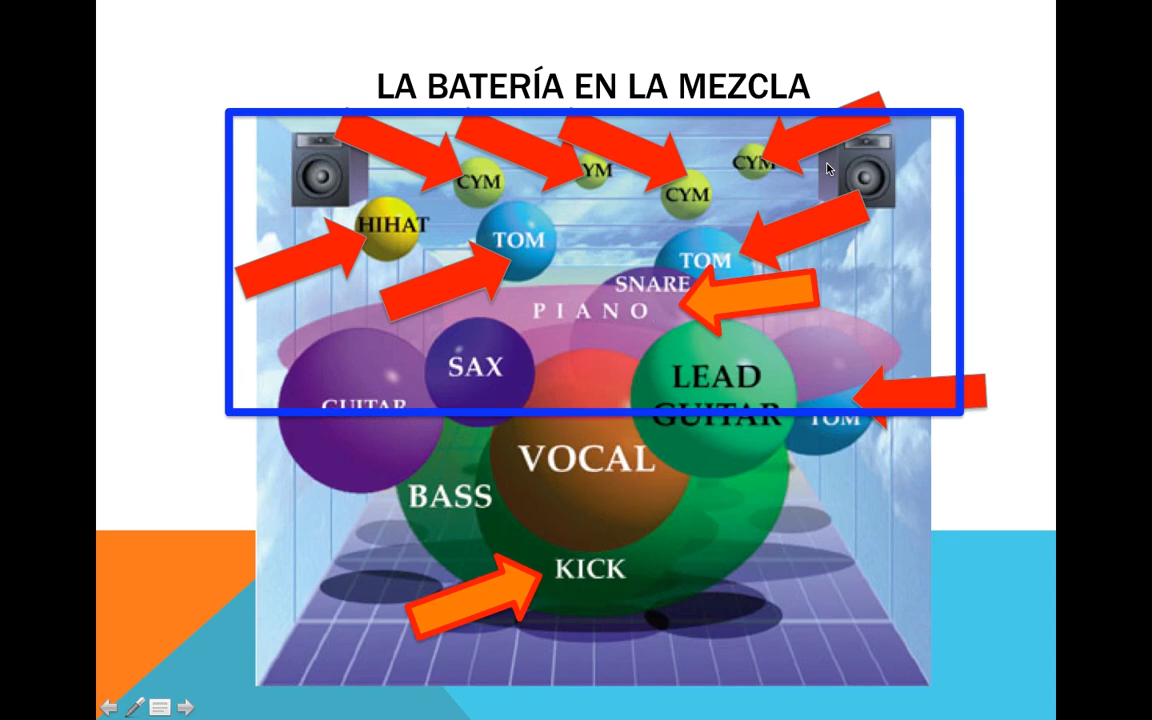 LA BATERÍA EN LA MEZCLA
CYM
YM
CYM
CYM
HIHAT
TOM
TOM
SNARE
PIANO
SAX
LEAD
GUITAR
GUITAR
TOM
VOCAL
BASS
KICK